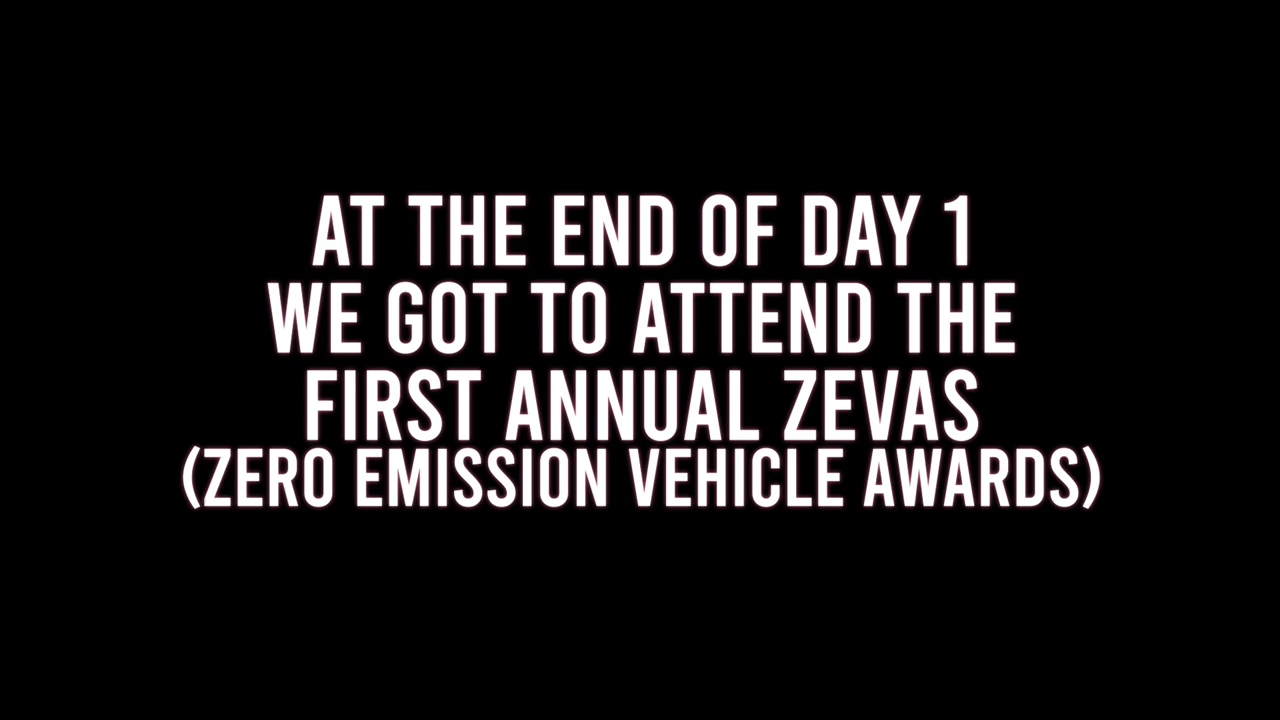 AT THE END OF DAY 1
WE GOT TO ATTEND THE
FIRST ANNUAL ZEVAS
(ZERO EMISSION VEHICLE AWARDS)